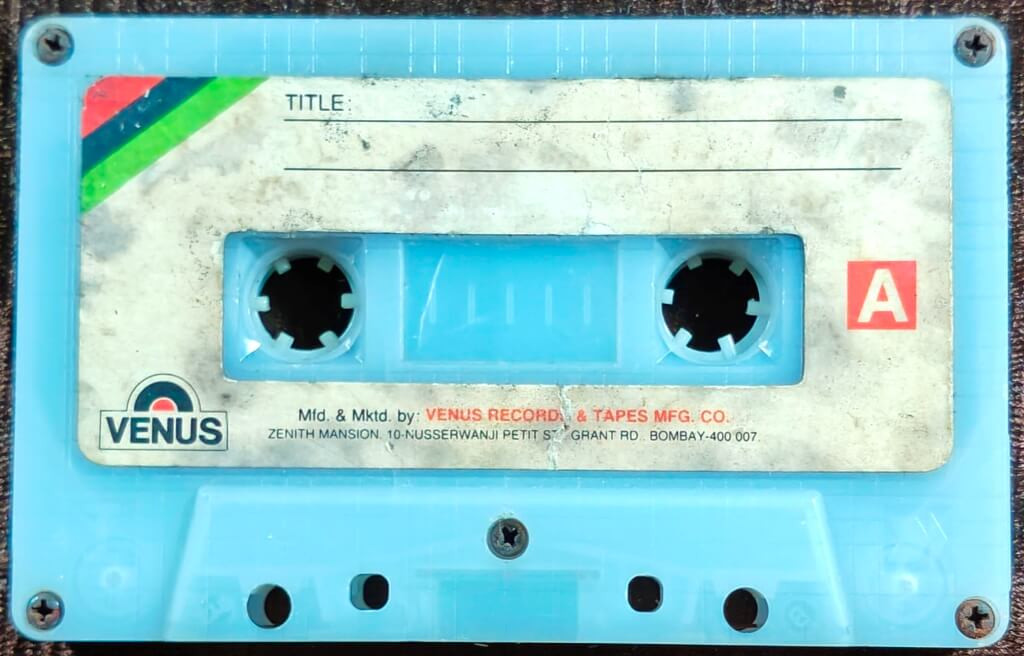 TITLE:
A
VENUS
Mfd. & Mktd. by: VENUS RECORDS & TAPES MFG. CO.
ZENITH MANSION, 10-NUSSERWANJI PETIT ST., GRANT RD., BOMBAY-400 007.